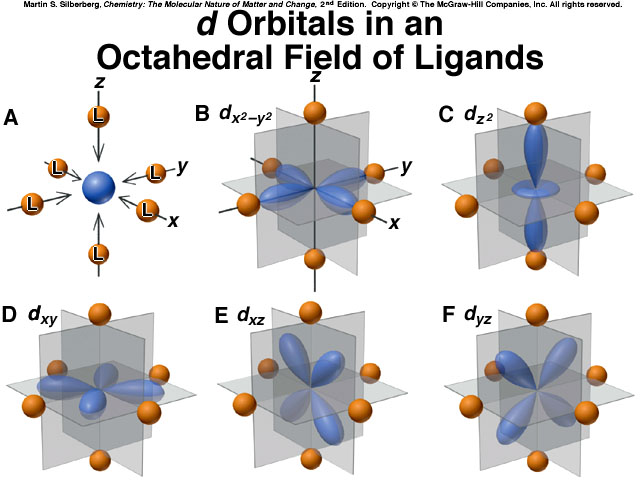 Martin S. Silberberg, Chemistry: The Molecular Nature of Matter and Change, 2nd Edition. Copyright © The McGraw-Hill Companies, Inc. All rights reserved.
d Orbitals in an
Octahedral Field of Ligands
A
z
L
L
L
y
L
L
x
L
B dx²–y²
z
y
x
C dz²
D dxy
E dxz
F dyz